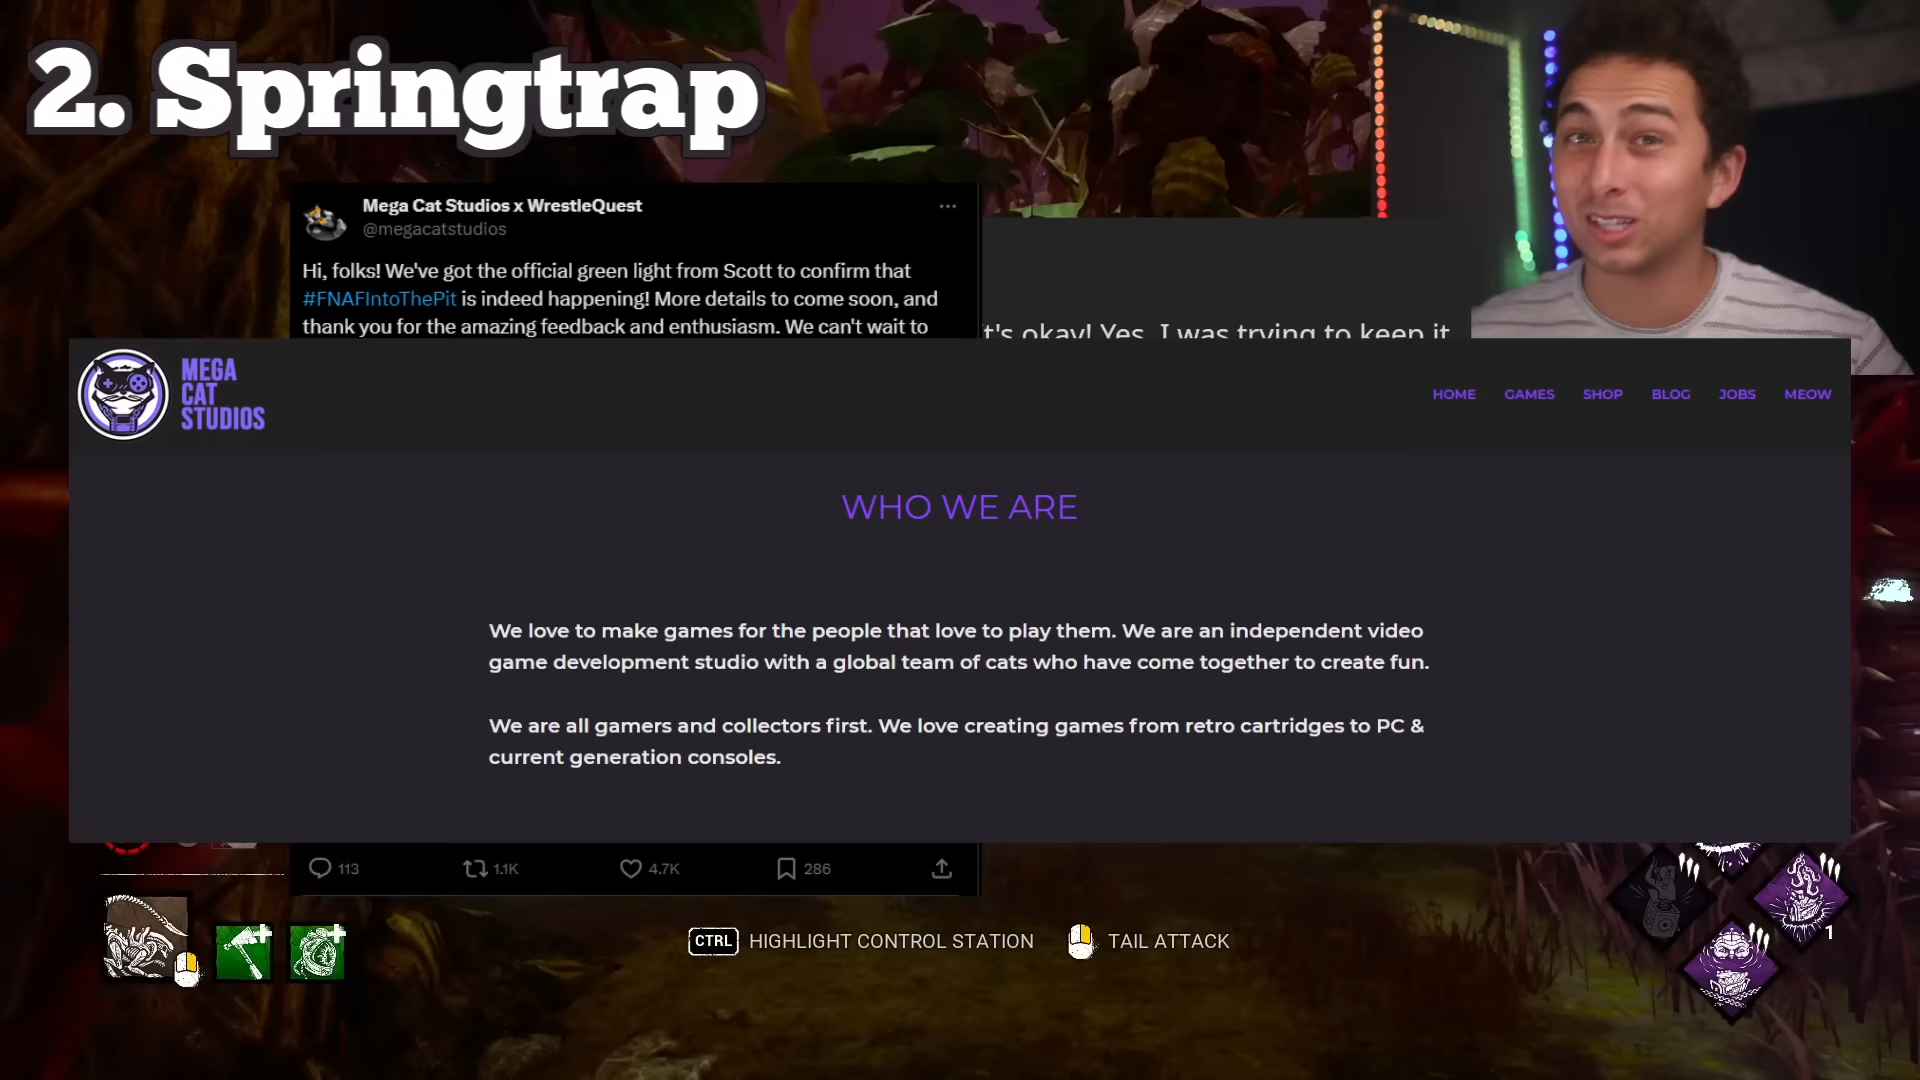 2. Springtrap
Mega Cat Studios x WrestleQuest
@megacatstudios
Hi, folks! We've got the official green light from Scott to confirm that
#FNAFIntoThePit is indeed happening! More details to come soon, and
thank you for the amazing feedback and enthusiasm. We can't wait to
t's okay! Yes, I was trying to keep it
MEGA
CAT
STUDIOS
HOME GAMES SHOP BLOG JOBS MEOW
WHO WE ARE
We love to make games for the people that love to play them. We are an independent video
game development studio with a global team of cats who have come together to create fun.
We are all gamers and collectors first. We love creating games from retro cartridges to PC &
current generation consoles.
113 1.1K 4.7K 286
CTRL HIGHLIGHT CONTROL STATION TAIL ATTACK
1